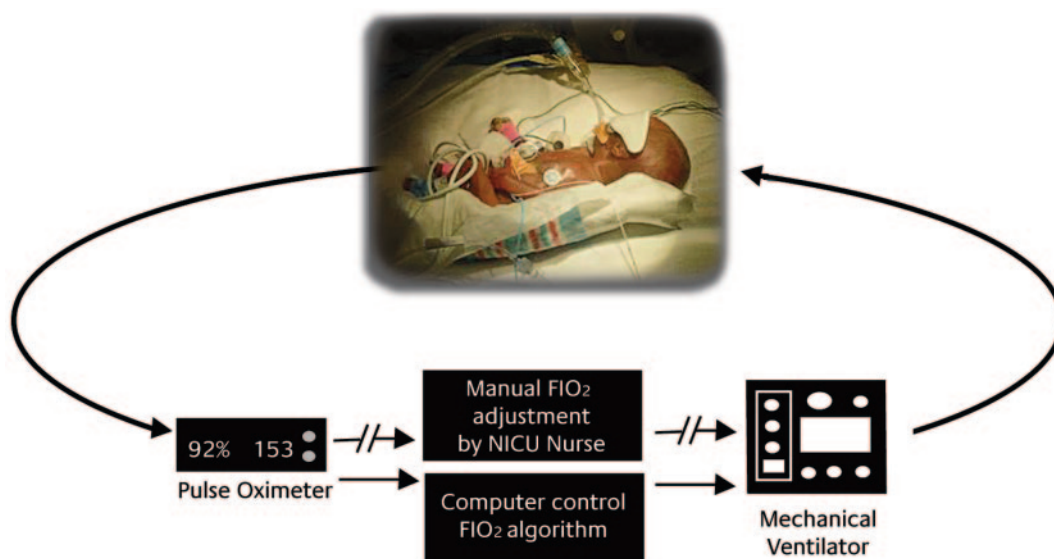 92% 153
Pulse Oximeter
Manual FIO₂
adjustment
by NICU Nurse
Computer control
FIO₂ algorithm
Mechanical
Ventilator